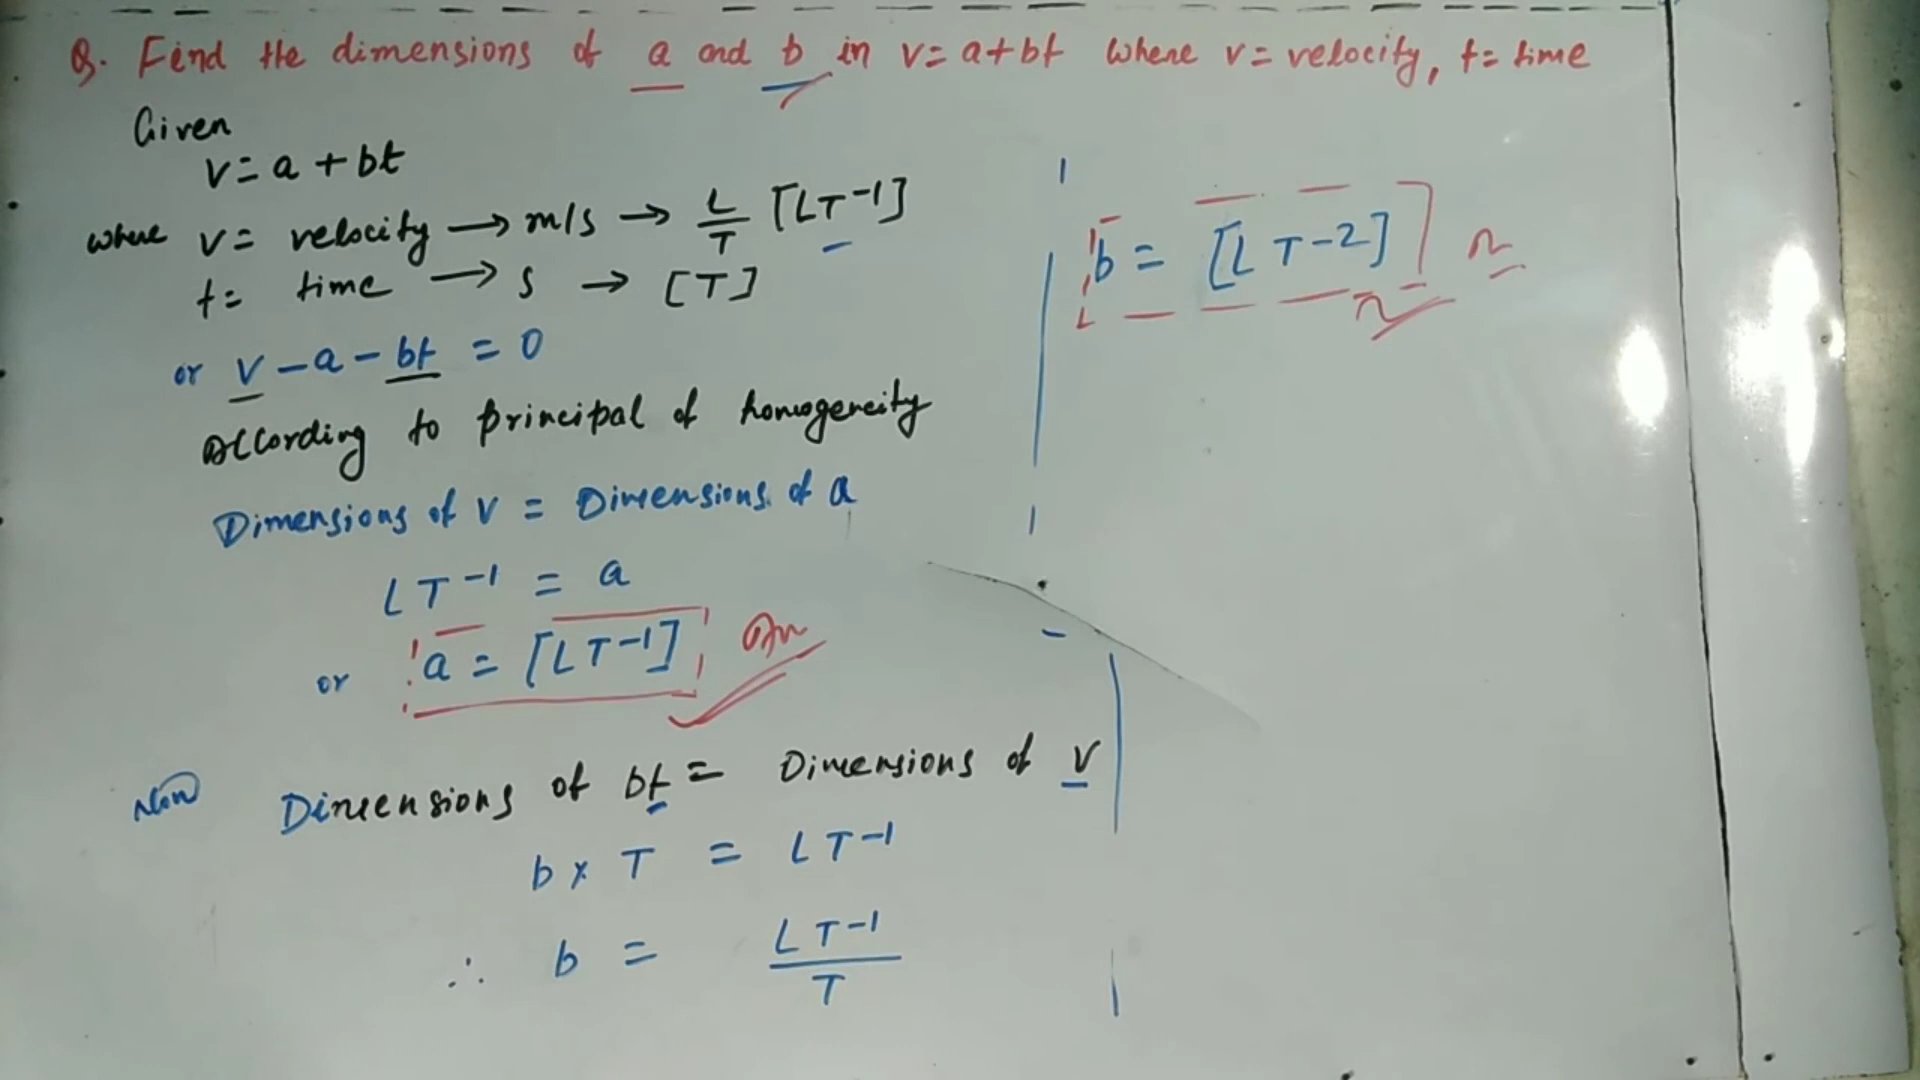 Q. Find the dimensions of a and b in v = a + bt where v = velocity, t = time
Given
v = a + bt
where v = velocity → m/s → L/T [LT-1]
t = time → s → [T]
or v - a - bt = 0
According to principal of homogeneity
Dimensions of v = Dimensions of a
LT-1 = a
or a = [LT-1] An
Now Dimensions of bt = Dimensions of v
b × T = LT-1
∴ b = LT-1/T
b = [LT-2]